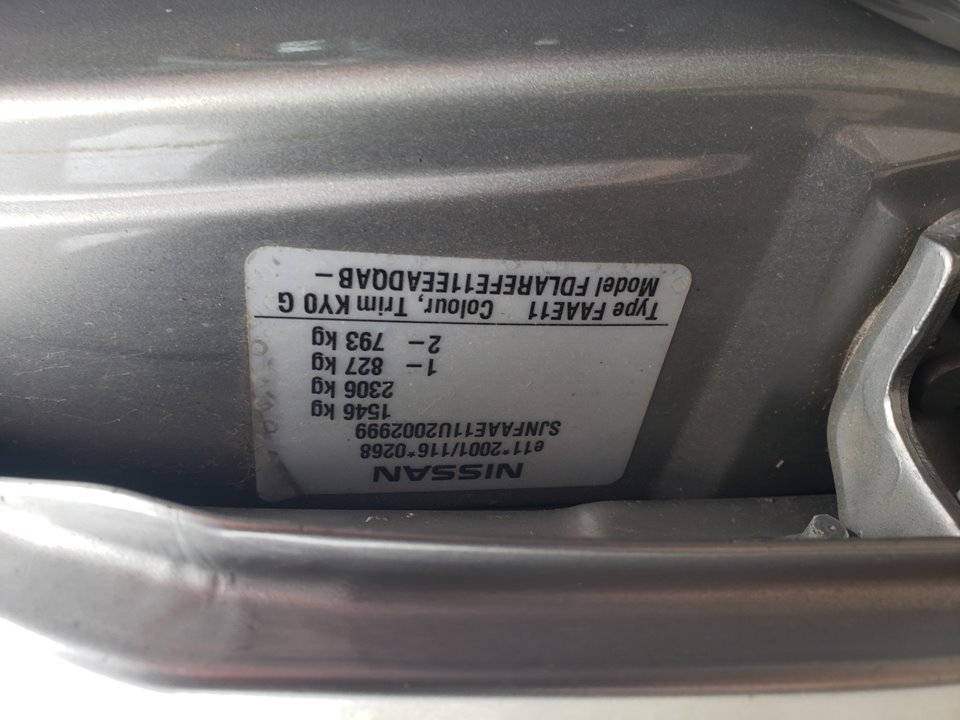 NISSAN
e11*2001/116*0268
SJNFAAE11U2002999
1546 kg
2306 kg
1– 827 kg
2– 793 kg
Type FAAE11 Colour, Trim KY0 G
Model FDLAREFE11EEADQAB–